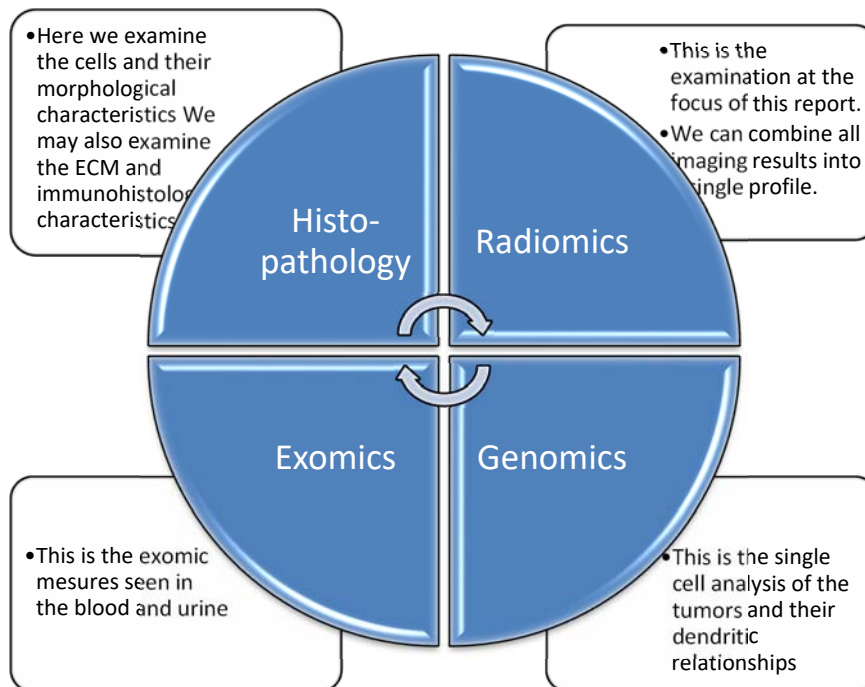 •Here we examine
the cells and their
morphological
characteristics We
may also examine
the ECM and
immunohistolog
characteristics
•This is the
examination at the
focus of this report.
•We can combine all
imaging results into
single profile.
Histo-
pathology
Radiomics
Exomics
Genomics
•This is the exomic
mesures seen in
the blood and urine
•This is the single
cell analysis of the
tumors and their
dendritic
relationships